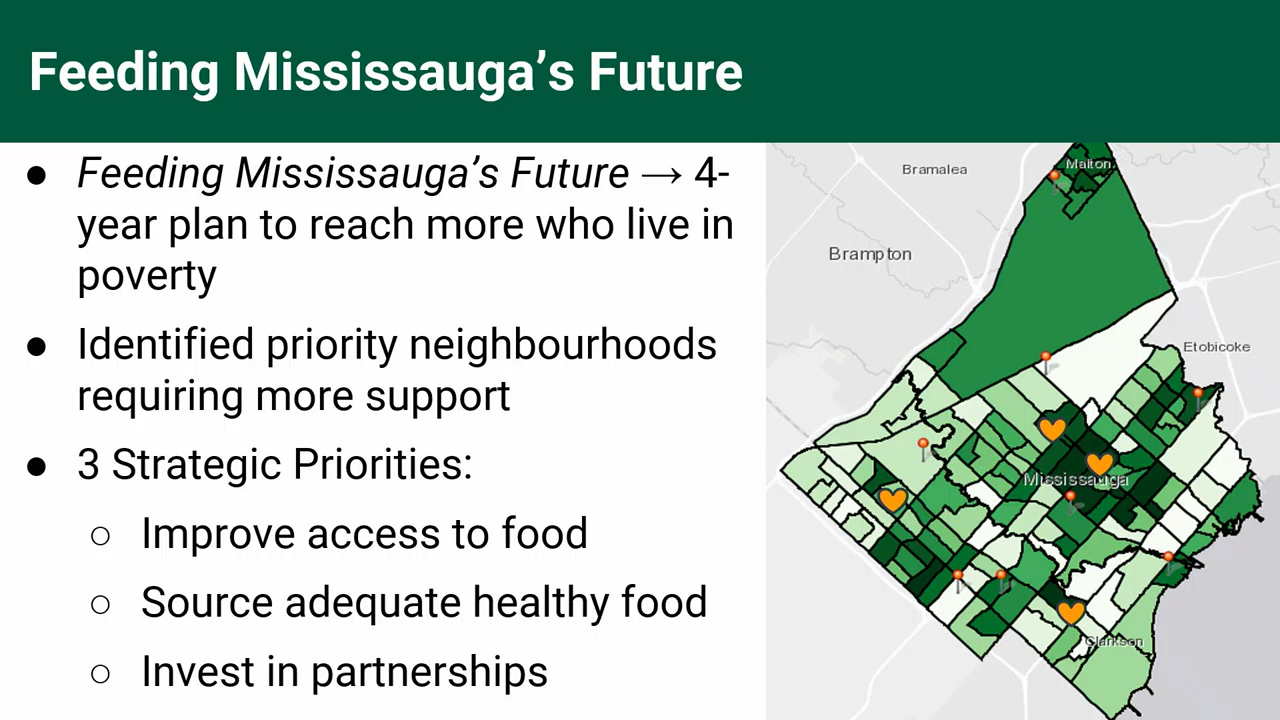 Feeding Mississauga’s Future
● Feeding Mississauga’s Future → 4-
year plan to reach more who live in
poverty
● Identified priority neighbourhoods
requiring more support
● 3 Strategic Priorities:
○ Improve access to food
○ Source adequate healthy food
○ Invest in partnerships
Malton
Bramalea
Brampton
Etobicoke
Mississauga
Clarkson